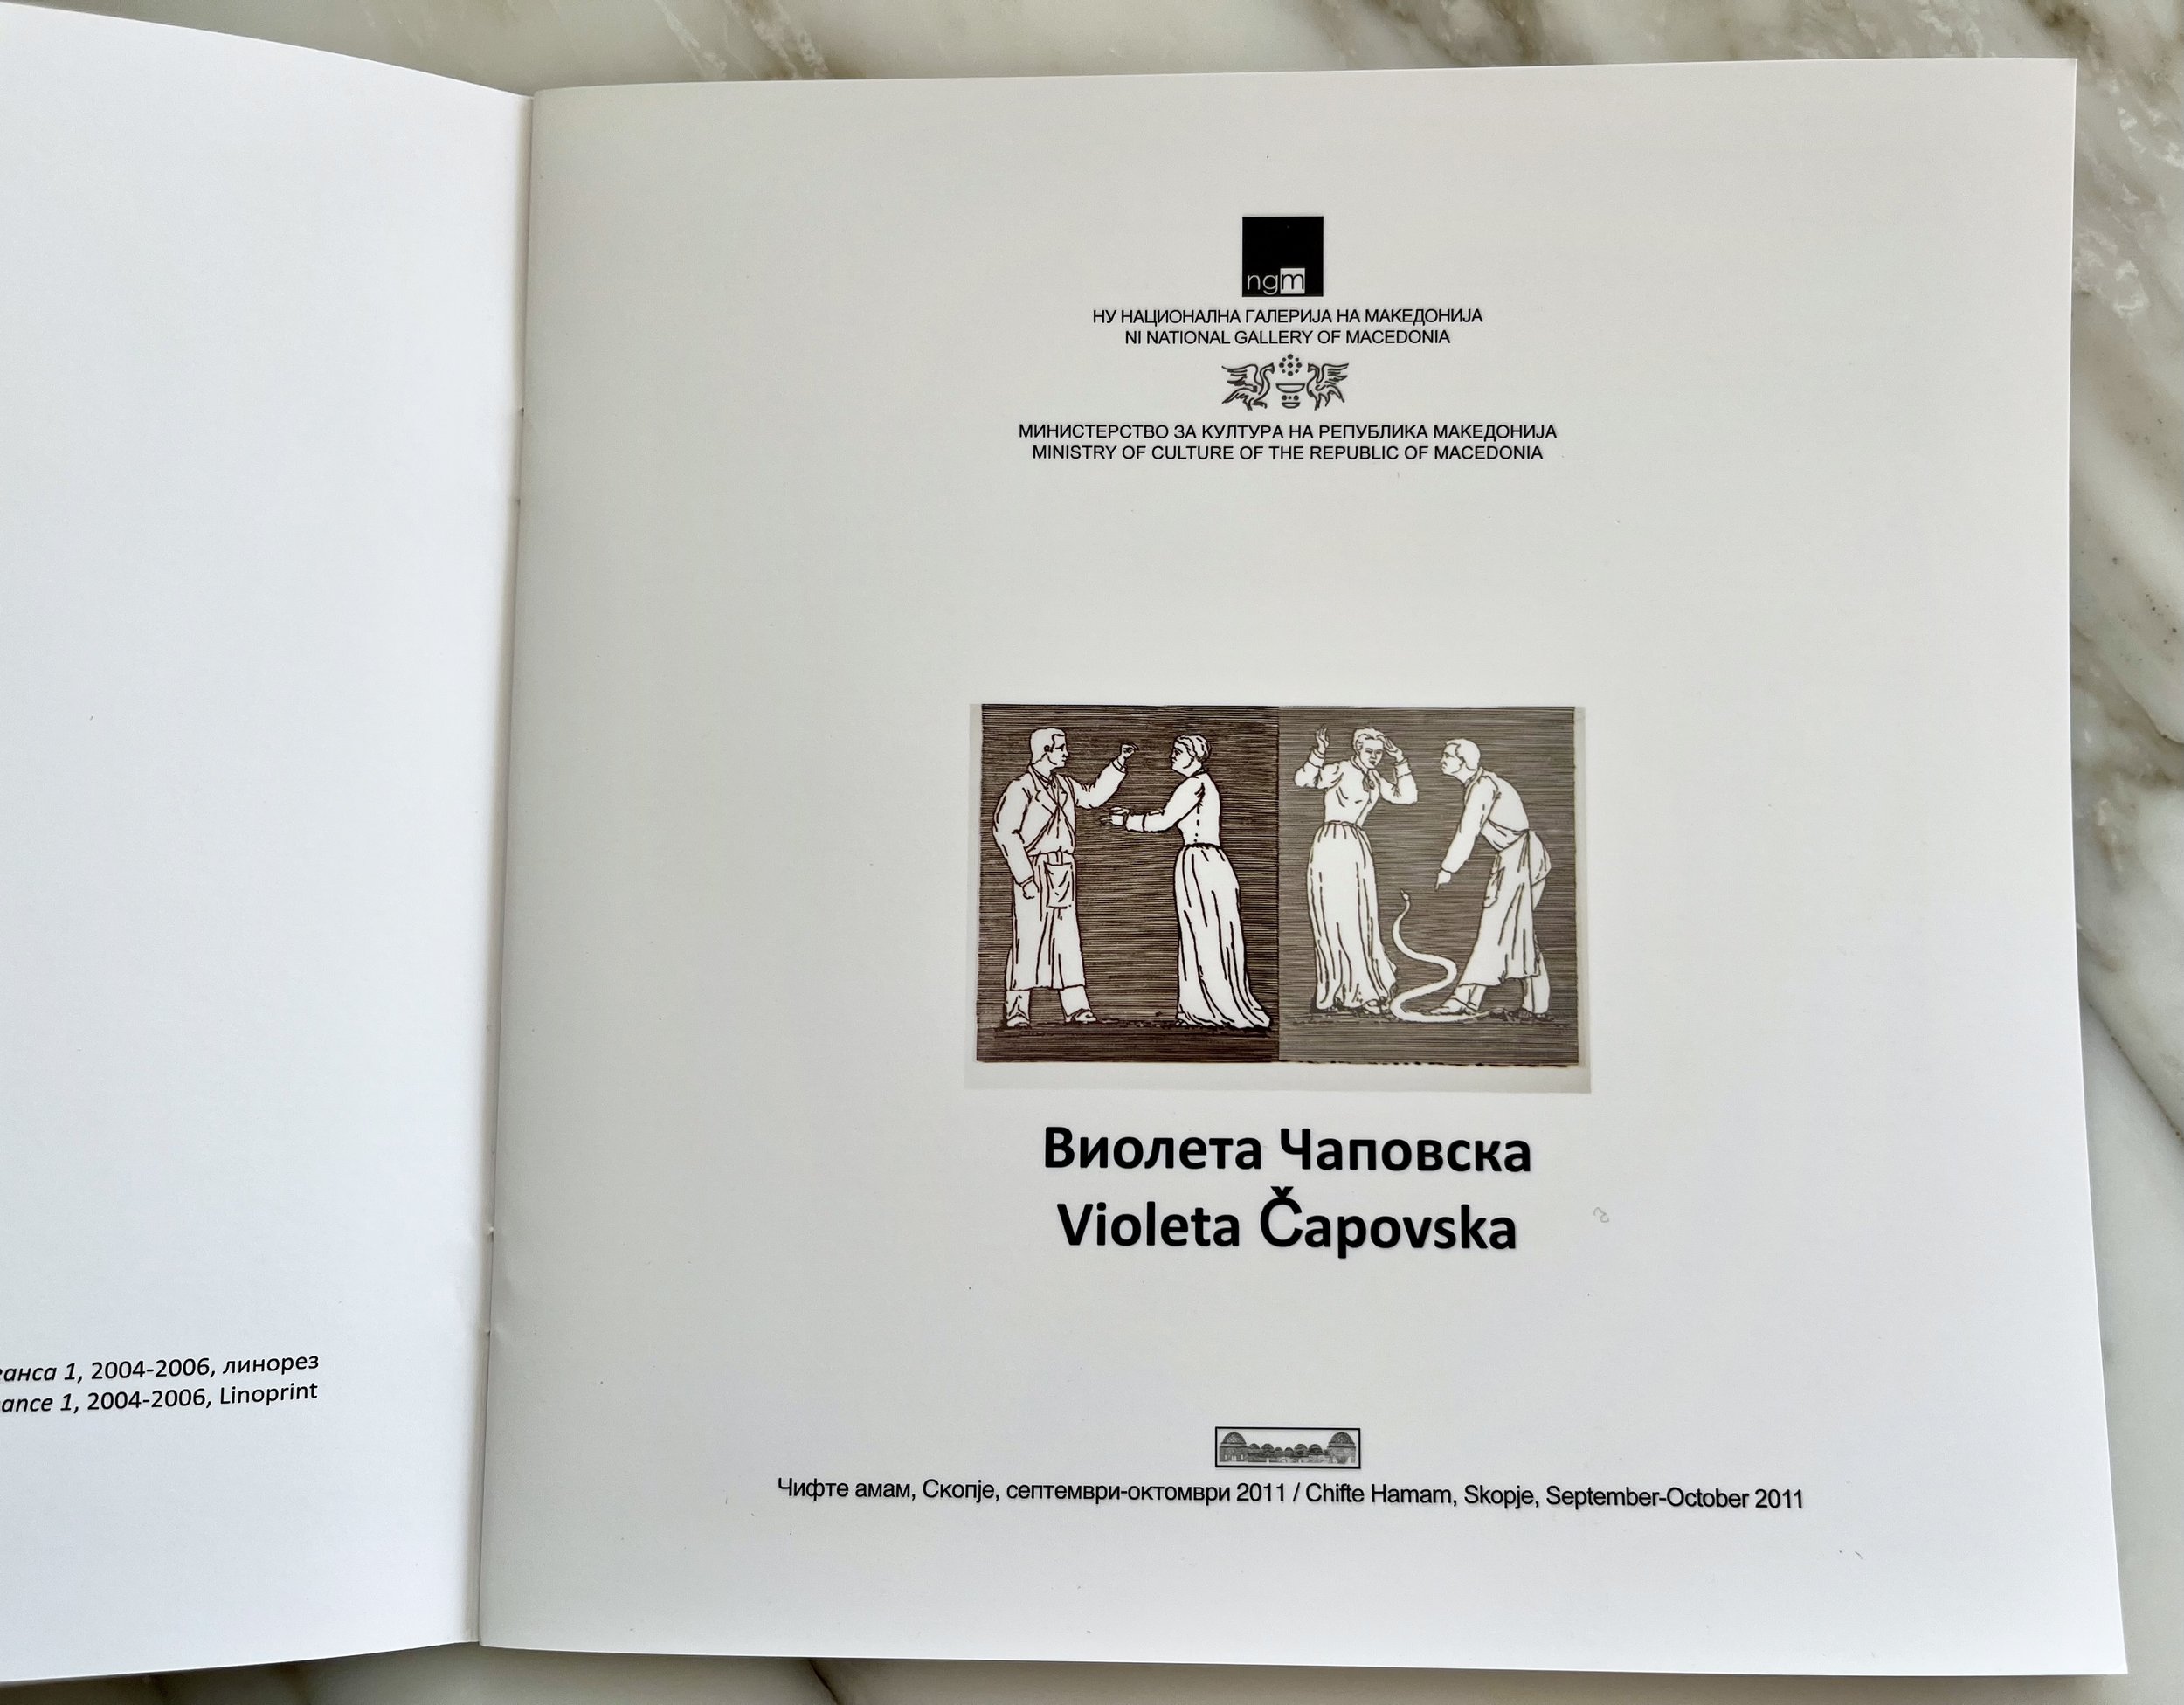 анса 1, 2004-2006, линорез
ance 1, 2004-2006, Linoprint
ngm
НУ НАЦИОНАЛНА ГАЛЕРИЈА НА МАКЕДОНИЈА
NI NATIONAL GALLERY OF MACEDONIA
МИНИСТЕРСТВО ЗА КУЛТУРА НА РЕПУБЛИКА МАКЕДОНИЈА
MINISTRY OF CULTURE OF THE REPUBLIC OF MACEDONIA
Виолета Чаповска
Violeta Čapovska
Чифте амам, Скопје, септември-октомври 2011 / Chifte Hamam, Skopje, September-October 2011